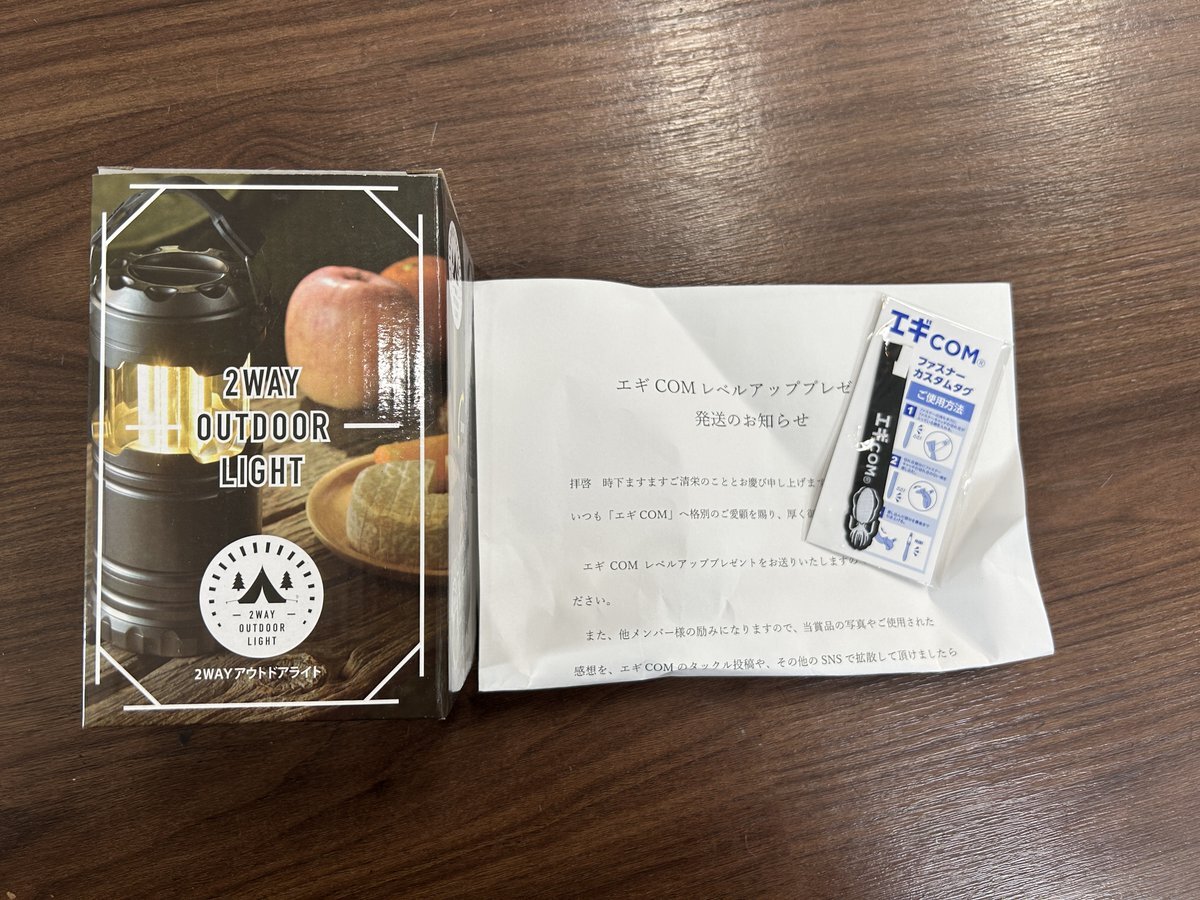 2WAY
OUTDOOR
LIGHT
2WAY
OUTDOOR
LIGHT
2WAYアウトドアライト
エギCOMレベルアッププレゼ
発送のお知らせ
拝啓　時下ますますご清栄のこととお慶び申し上げます
いつも「エギCOM」へ格別のご愛顧を賜り、厚く御
エギ COM レベルアッププレゼントをお送りいたしますの
ださい。
また、他メンバー様の励みになりますので、当賞品の写真やご使用された
感想を、エギCOMのタックル投稿や、その他のSNSで拡散して頂けましたら
エギCOM®
ファスナー
カスタムタグ
ご使用方法
1
2
エギCOM®